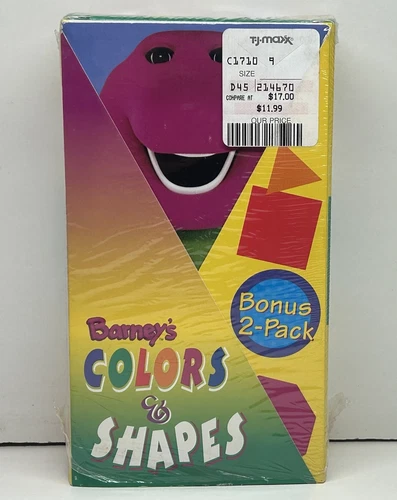 T·J·maxx
C1710 9
SIZE
D45 214670
COMPARE AT $17.00
$11.99
OUR PRICE
Bonus
2-Pack
Barney's
COLORS
&
SHAPES